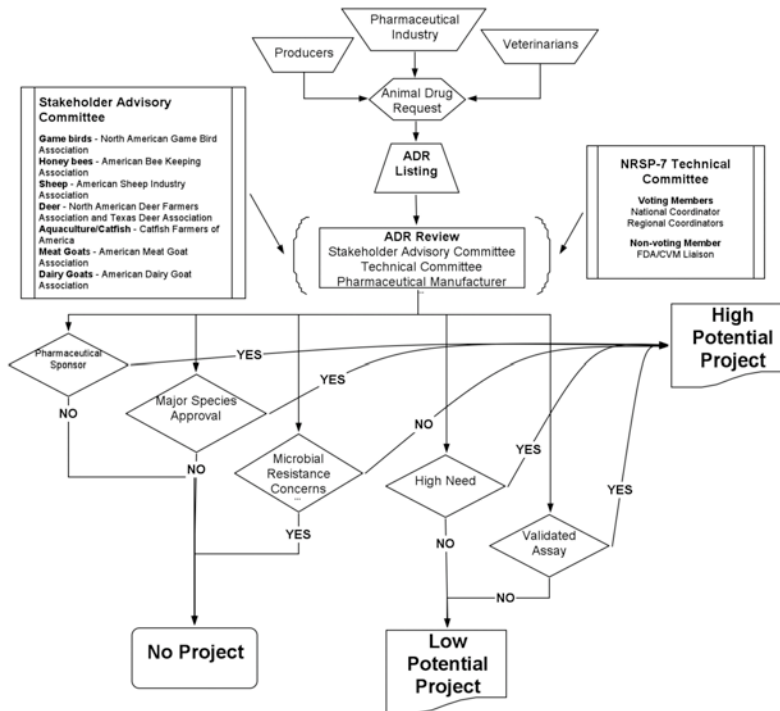 Pharmaceutical
Industry
Producers
Veterinarians
Animal Drug
Request
Stakeholder Advisory
Committee
Game birds - North American Game Bird
Association
Honey bees - American Bee Keeping
Association
Sheep - American Sheep Industry
Association
Deer - North American Deer Farmers
Association and Texas Deer Association
Aquaculture/Catfish - Catfish Farmers
of America
Meat Goats - American Meat Goat
Association
Dairy Goats - American Dairy Goat
Association
ADR
Listing
NRSP-7 Technical
Committee
Voting Members
National Coordinator
Regional Coordinators
Non-voting Member
FDA/CVM Liaison
ADR Review
Stakeholder Advisory Committee
Technical Committee
Pharmaceutical Manufacturer
...
High
Potential
Project
Pharmaceutical
Sponsor
YES
NO
Major Species
Approval
YES
NO
Microbial
Resistance
Concerns
...
NO
YES
High Need
YES
NO
Validated
Assay
YES
NO
No Project
Low
Potential
Project